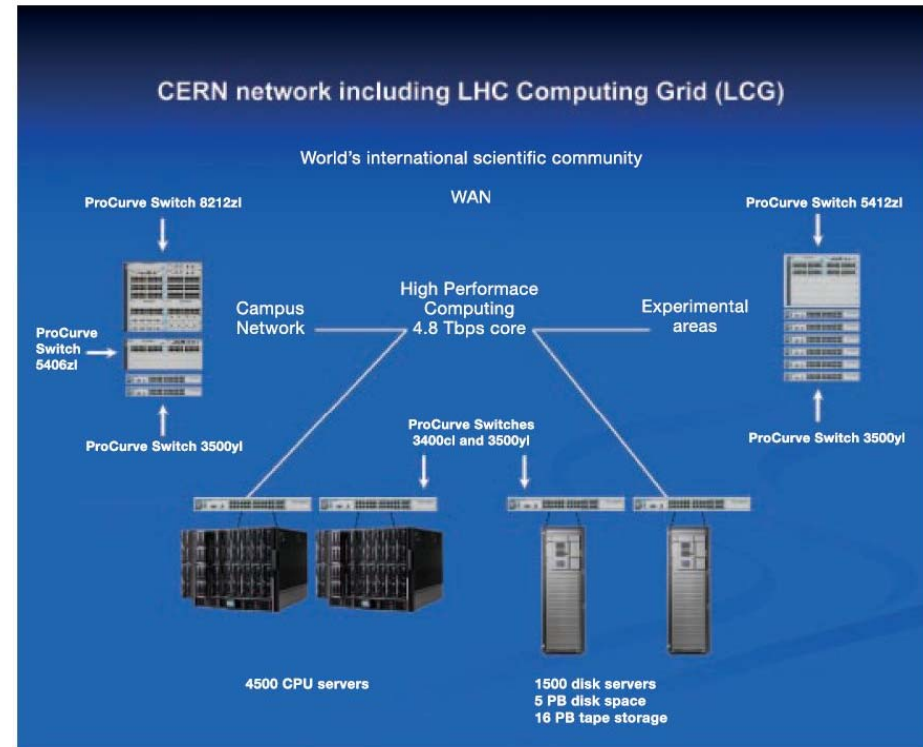 CERN network including LHC Computing Grid (LCG)
World's international scientific community
WAN
ProCurve Switch 8212zl
ProCurve Switch 5412zl
Campus
Network
High Performace
Computing
4.8 Tbps core
Experimental
areas
ProCurve
Switch
5406zl
ProCurve Switch 3500yl
ProCurve Switches
3400cl and 3500yl
ProCurve Switch 3500yl
4500 CPU servers
1500 disk servers
5 PB disk space
16 PB tape storage